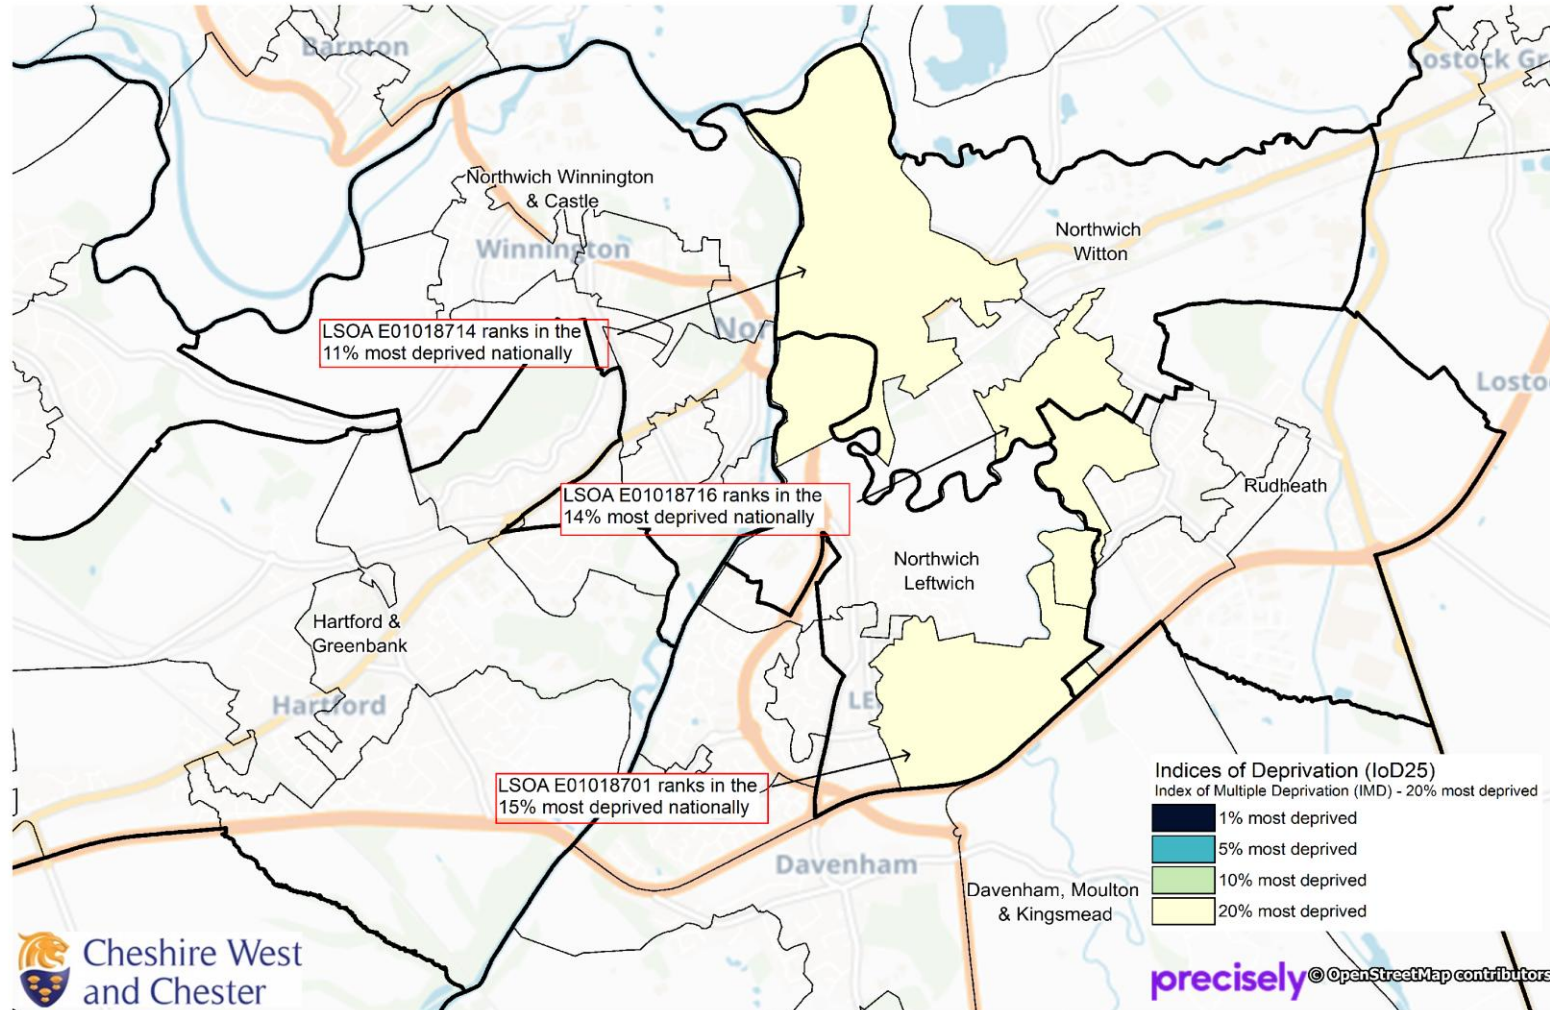 Barnton
Lostock Gr
Northwich Winnington
& Castle
Winnington
Northwich
Witton
LSOA E01018714 ranks in the
11% most deprived nationally
Nor
Losto
Rudheath
LSOA E01018716 ranks in the
14% most deprived nationally
Northwich
Leftwich
Hartford &
Greenbank
Hartford
LE
LSOA E01018701 ranks in the
15% most deprived nationally
Davenham
Davenham, Moulton
& Kingsmead
Indices of Deprivation (IoD25)
Index of Multiple Deprivation (IMD) - 20% most deprived
1% most deprived
5% most deprived
10% most deprived
20% most deprived
Cheshire West
and Chester
precisely © OpenStreetMap contributors